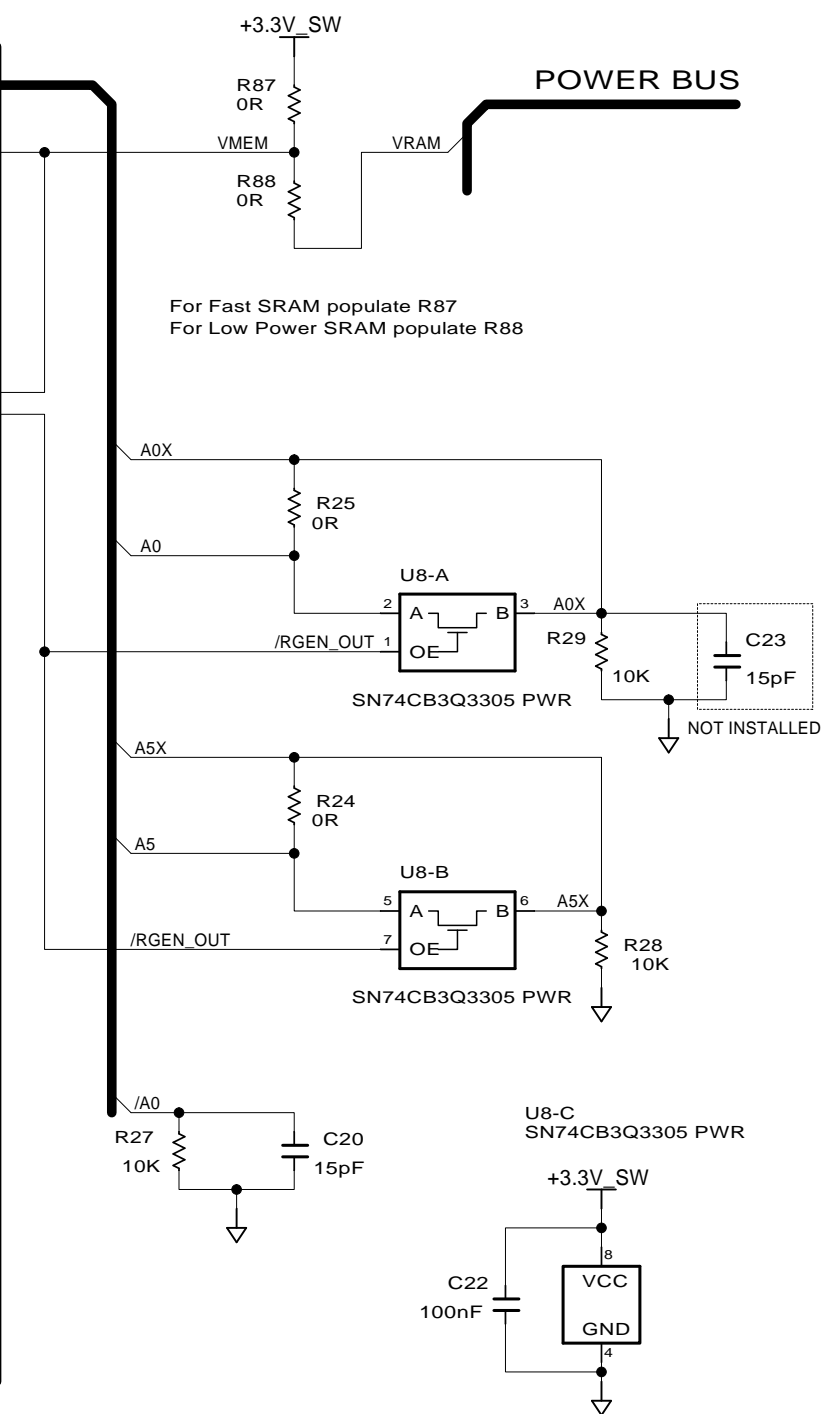 +3.3V_SW
POWER BUS
R87
0R
VMEM
VRAM
R88
0R
For Fast SRAM populate R87
For Low Power SRAM populate R88
A0X
R25
0R
A0
U8-A
2
A
B
3
A0X
/RGEN_OUT
1
OE
R29
10K
C23
15pF
SN74CB3Q3305 PWR
NOT INSTALLED
A5X
R24
0R
A5
U8-B
5
A
B
6
A5X
/RGEN_OUT
7
OE
R28
10K
SN74CB3Q3305 PWR
/A0
R27
10K
C20
15pF
U8-C
SN74CB3Q3305 PWR
+3.3V_SW
8
VCC
C22
100nF
GND
4